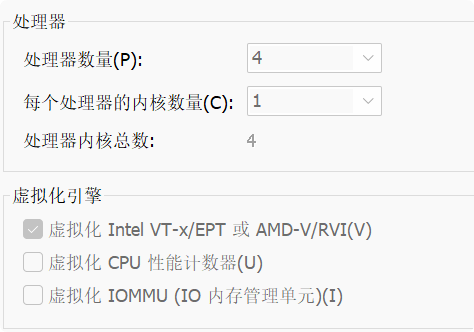 处理器
处理器数量(P): 4
每个处理器的内核数量(C): 1
处理器内核总数: 4
虚拟化引擎
虚拟化 Intel VT-x/EPT 或 AMD-V/RVI(V)
虚拟化 CPU 性能计数器(U)
虚拟化 IOMMU (IO 内存管理单元)(I)